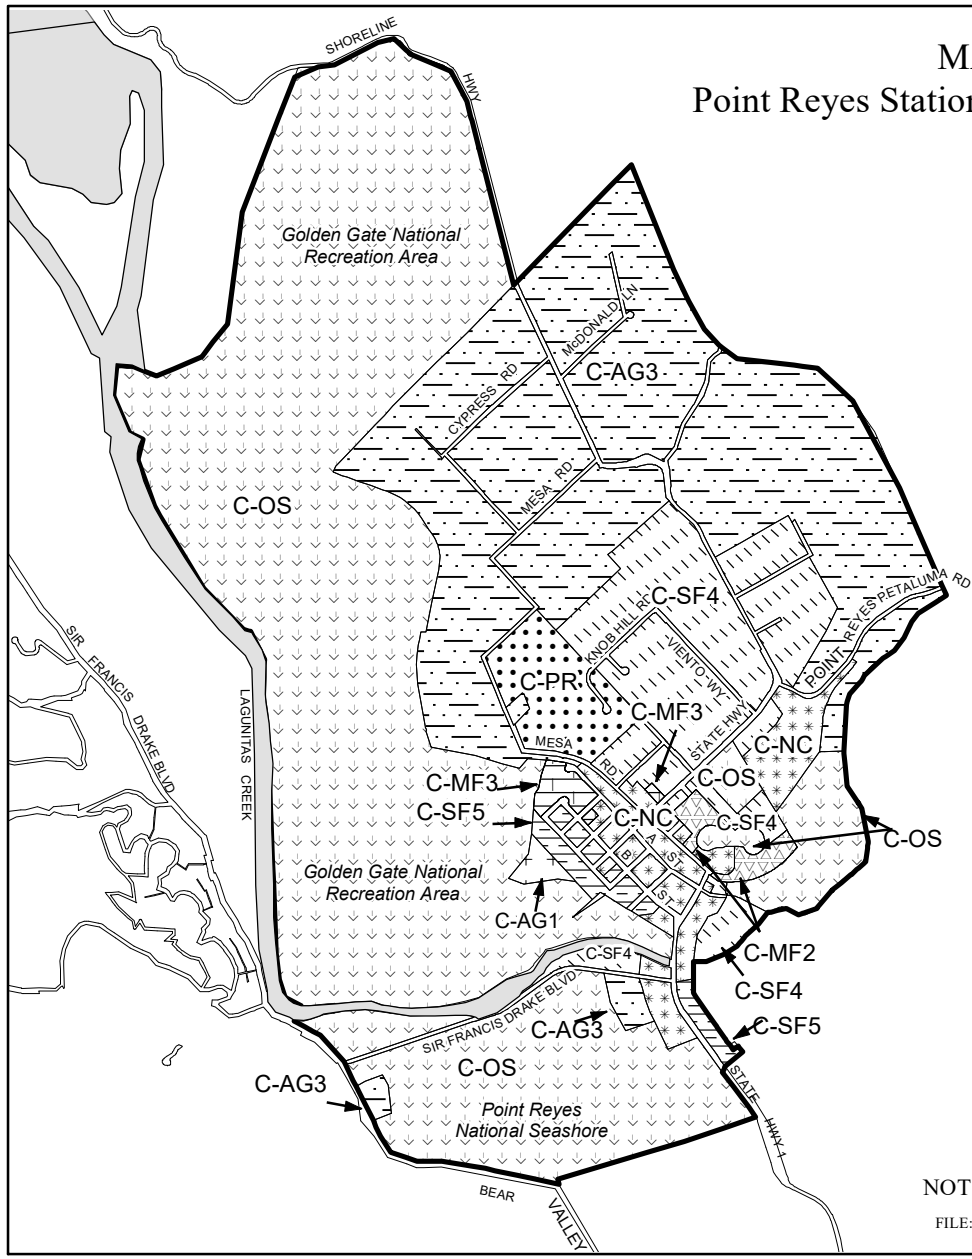 MA
Point Reyes Station
SHORELINE
HWY
Golden Gate National
Recreation Area
McDONALD LN
C-AG3
CYPRESS RD
MESA RD
C-OS
POINT REYES PETALUMA RD
C-SF4
KNOB HILL RD
VIENTO WY
SIR FRANCIS DRAKE BLVD
LAGUNITAS CREEK
C-PR
C-MF3
STATE HWY
MESA RD
C-NC
C-MF3
C-OS
C-SF5
C-NC
C-SF4
A ST
B ST
C-OS
Golden Gate National
Recreation Area
C-AG1
C-SF4
C-MF2
C-SF4
C-SF5
C-AG3
SIR FRANCIS DRAKE BLVD
C-OS
C-AG3
STATE HWY 1
Point Reyes
National Seashore
BEAR
VALLEY
NOT
FILE: